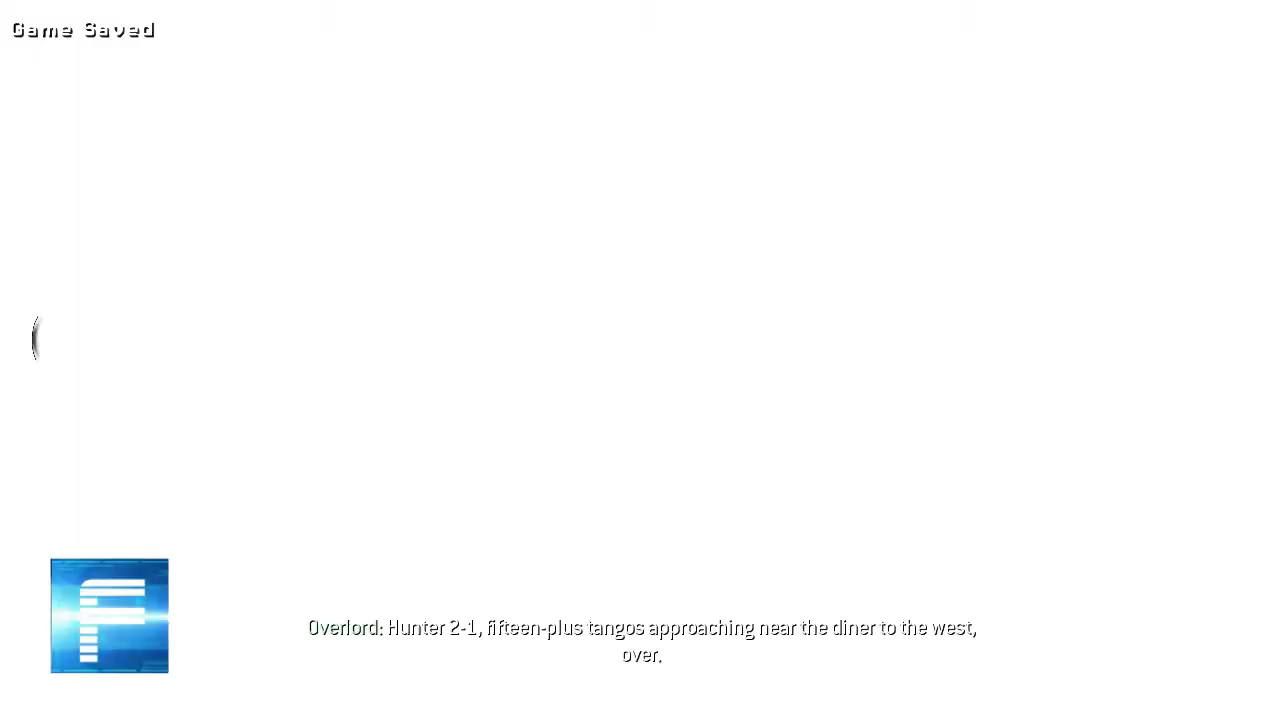 Game Saved
F
Overlord: Hunter 2-1, fifteen-plus tangos approaching near the diner to the west,
over.